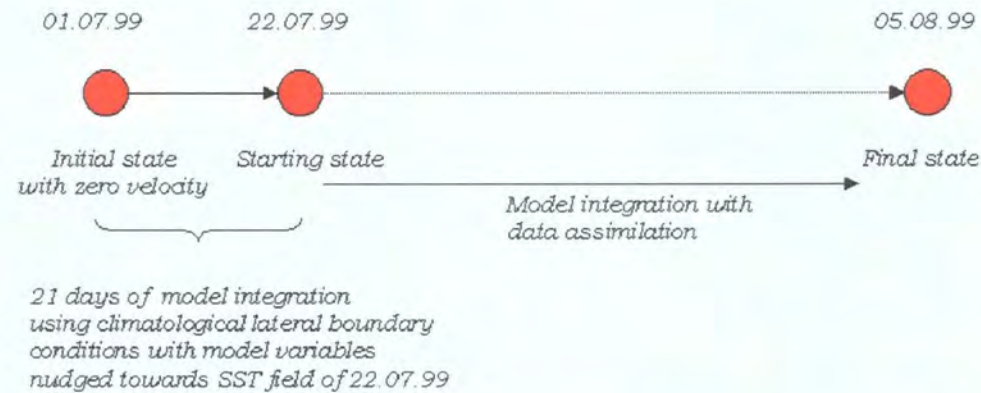 01.07.99
22.07.99
05.08.99
Initial state
with zero velocity
Starting state
Final state
Model integration with
data assimilation
21 days of model integration
using climatological lateral boundary
conditions with model variables
nudged towards SST field of 22.07.99